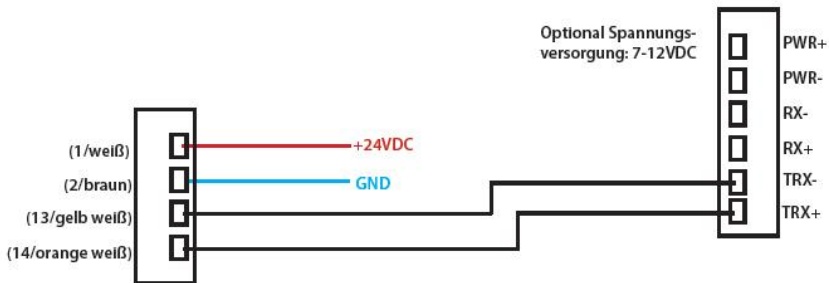 Optional Spannungs-
versorgung: 7-12VDC
PWR+
PWR-
RX-
RX+
TRX-
TRX+
(1/weiß)
+24VDC
(2/braun)
GND
(13/gelb weiß)
(14/orange weiß)